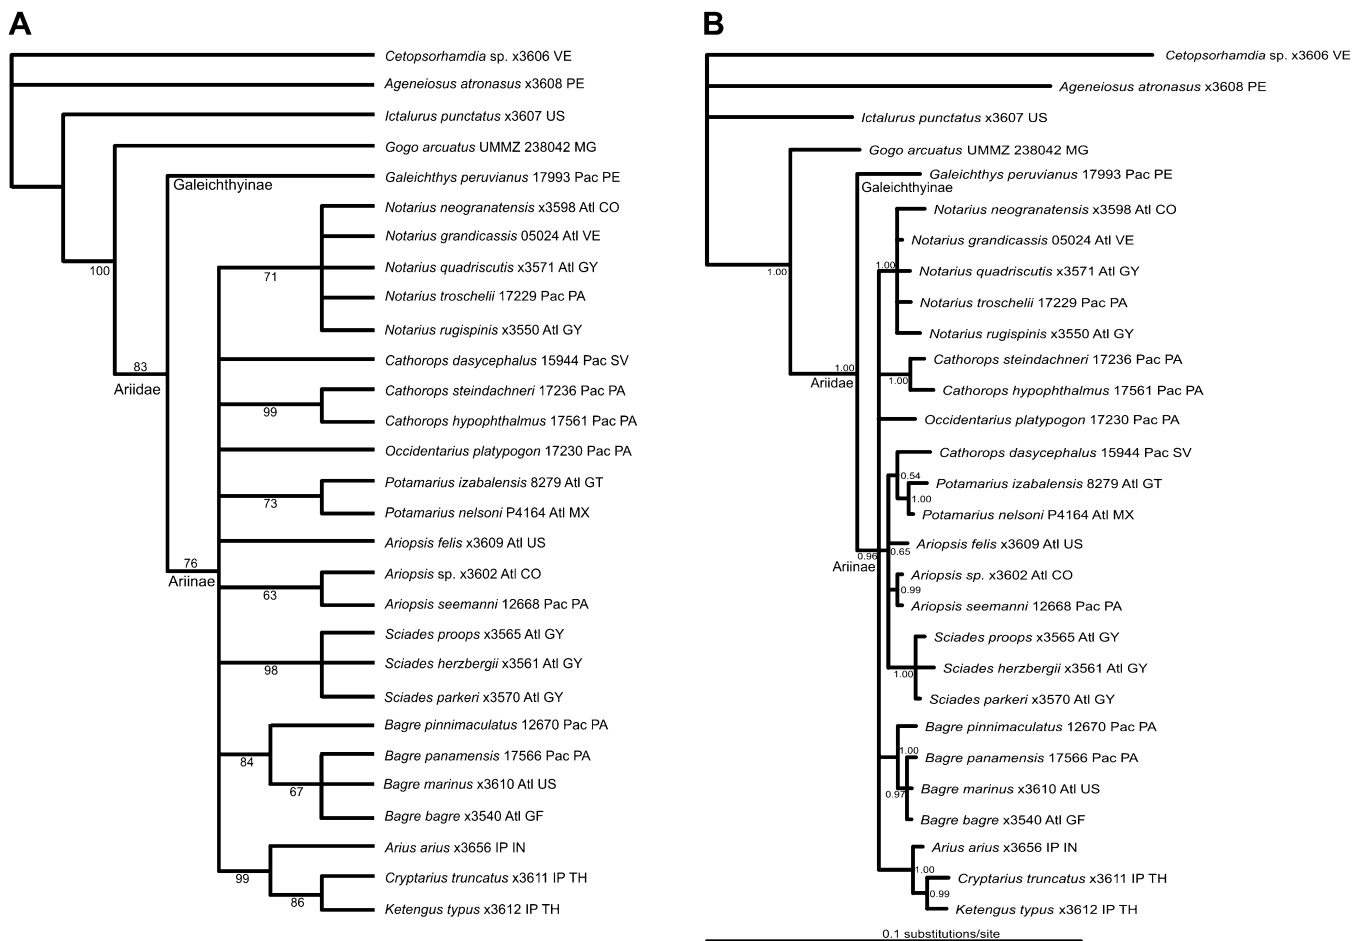 A
Cetopsorhamdia sp. x3606 VE
Ageneiosus atronasus x3608 PE
Ictalurus punctatus x3607 US
Gogo arcuatus UMMZ 238042 MG
Galeichthys peruvianus 17993 Pac PE
Galeichthyinae
Notarius neogranatensis x3598 Atl CO
Notarius grandicassis 05024 Atl VE
Notarius quadriscutis x3571 Atl GY
Notarius troschelii 17229 Pac PA
Notarius rugispinis x3550 Atl GY
Cathorops dasycephalus 15944 Pac SV
Cathorops steindachneri 17236 Pac PA
Cathorops hypophthalmus 17561 Pac PA
Occidentarius platypogon 17230 Pac PA
Potamarius izabalensis 8279 Atl GT
Potamarius nelsoni P4164 Atl MX
Ariopsis felis x3609 Atl US
Ariopsis sp. x3602 Atl CO
Ariopsis seemanni 12668 Pac PA
Sciades proops x3565 Atl GY
Sciades herzbergii x3561 Atl GY
Sciades parkeri x3570 Atl GY
Bagre pinnimaculatus 12670 Pac PA
Bagre panamensis 17566 Pac PA
Bagre marinus x3610 Atl US
Bagre bagre x3540 Atl GF
Arius arius x3656 IP IN
Cryptarius truncatus x3611 IP TH
Ketengus typus x3612 IP TH
100
83
Ariidae
76
Ariinae
71
99
73
63
98
84
67
99
86
B
Cetopsorhamdia sp. x3606 VE
Ageneiosus atronasus x3608 PE
Ictalurus punctatus x3607 US
Gogo arcuatus UMMZ 238042 MG
Galeichthys peruvianus 17993 Pac PE
Galeichthyinae
Notarius neogranatensis x3598 Atl CO
Notarius grandicassis 05024 Atl VE
Notarius quadriscutis x3571 Atl GY
Notarius troschelii 17229 Pac PA
Notarius rugispinis x3550 Atl GY
Cathorops steindachneri 17236 Pac PA
Cathorops hypophthalmus 17561 Pac PA
Occidentarius platypogon 17230 Pac PA
Cathorops dasycephalus 15944 Pac SV
Potamarius izabalensis 8279 Atl GT
Potamarius nelsoni P4164 Atl MX
Ariopsis felis x3609 Atl US
Ariopsis sp. x3602 Atl CO
Ariopsis seemanni 12668 Pac PA
Sciades proops x3565 Atl GY
Sciades herzbergii x3561 Atl GY
Sciades parkeri x3570 Atl GY
Bagre pinnimaculatus 12670 Pac PA
Bagre panamensis 17566 Pac PA
Bagre marinus x3610 Atl US
Bagre bagre x3540 Atl GF
Arius arius x3656 IP IN
Cryptarius truncatus x3611 IP TH
Ketengus typus x3612 IP TH
1.00
1.00
Ariidae
0.96
Ariinae
1.00
1.00
0.54
1.00
0.65
0.99
1.00
1.00
0.97
1.00
0.99
0.1 substitutions/site